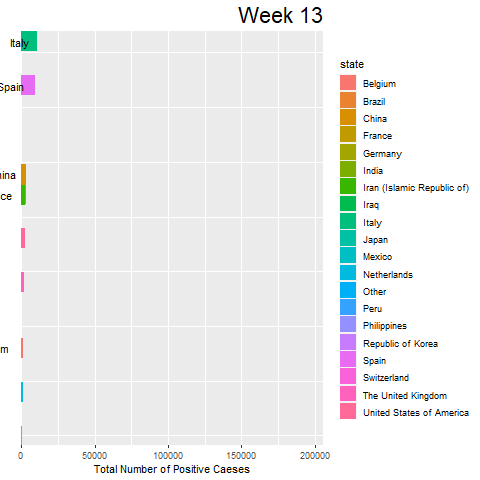 Week 13
Italy
Spain
ina
ce
m
0 50000 100000 150000 200000
Total Number of Positive Caeses
state
Belgium
Brazil
China
France
Germany
India
Iran (Islamic Republic of)
Iraq
Italy
Japan
Mexico
Netherlands
Other
Peru
Philippines
Republic of Korea
Spain
Switzerland
The United Kingdom
United States of America